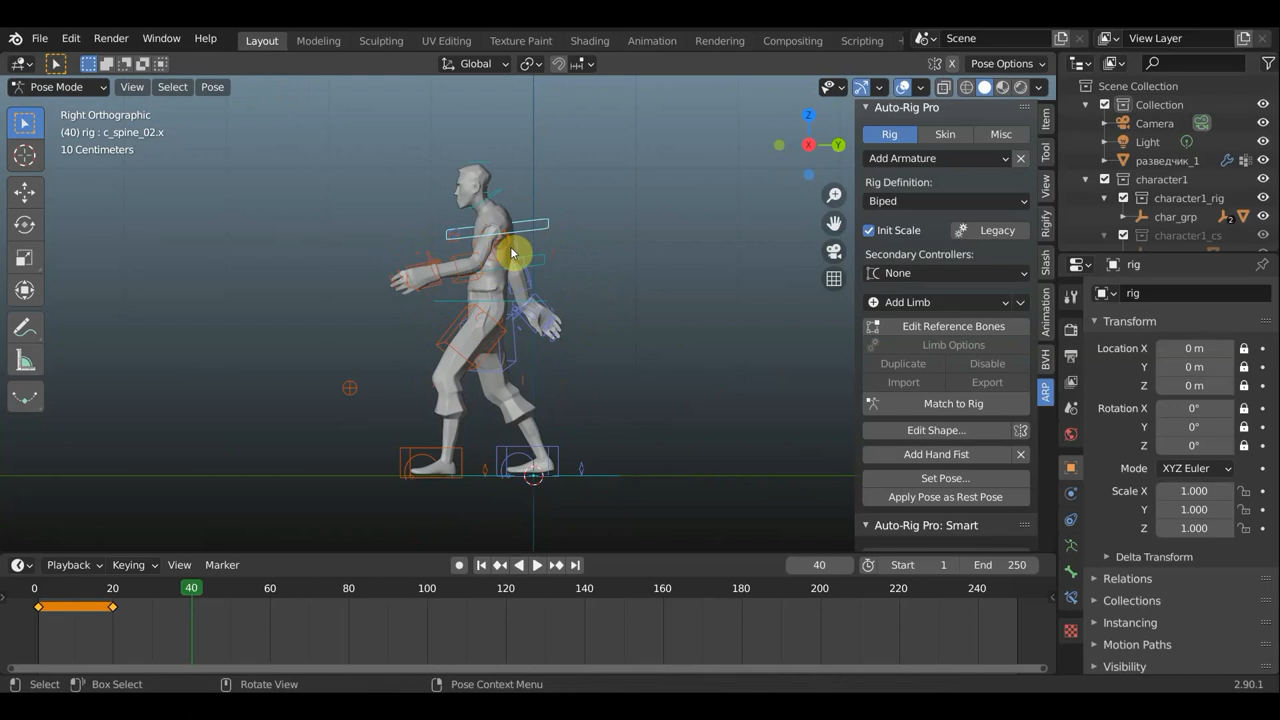 File Edit Render Window Help Layout Modeling Sculpting UV Editing Texture Paint Shading Animation Rendering Compositing Scripting Scene View Layer
Global X Pose Options
Pose Mode View Select Pose
Right Orthographic
(40) rig : c_spine_02.x
10 Centimeters
Z
X Y
Auto-Rig Pro
Rig Skin Misc
Add Armature
Rig Definition:
Biped
Init Scale Legacy
Secondary Controllers:
None
Add Limb
Edit Reference Bones
Limb Options
Duplicate Disable
Import Export
Match to Rig
Edit Shape...
Add Hand Fist
Set Pose...
Apply Pose as Rest Pose
Auto-Rig Pro: Smart
Item
Tool
View
Rigify
Slash
Animation
BVH
ARP
Scene Collection
Collection
Camera
Light
разведчик_1
character1
character1_rig
char_grp 2
character1_cs
rig
rig
Transform
Location X 0 m
Y 0 m
Z 0 m
Rotation X 0°
Y 0°
Z 0°
Mode XYZ Euler
Scale X 1.000
Y 1.000
Z 1.000
Delta Transform
Relations
Collections
Instancing
Motion Paths
Visibility
Playback Keying View Marker 40 Start 1 End 250
0 20 40 80 100 120 140 160 180 200 220 240
Select Box Select Rotate View Pose Context Menu 2.90.1